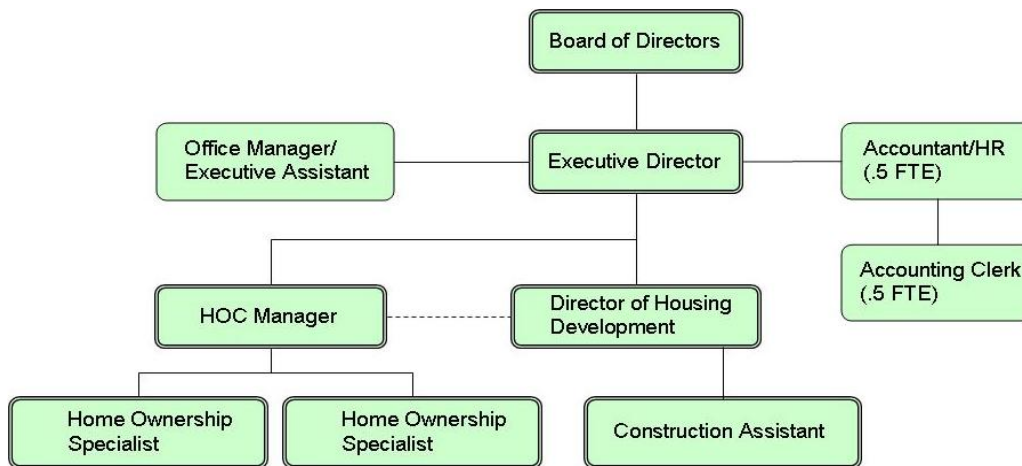 Board of Directors
Office Manager/
Executive Assistant
Executive Director
Accountant/HR
(.5 FTE)
Accounting Clerk
(.5 FTE)
HOC Manager
Director of Housing
Development
Home Ownership
Specialist
Home Ownership
Specialist
Construction Assistant